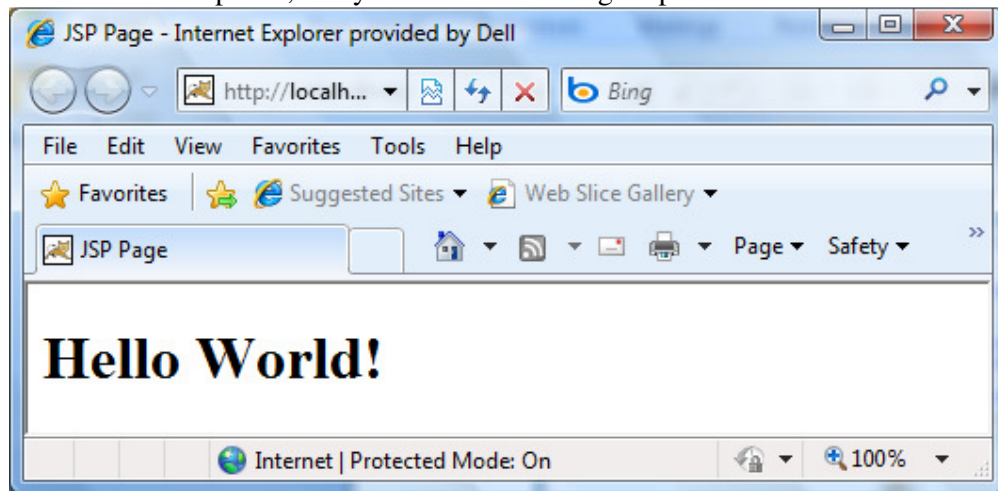 JSP Page - Internet Explorer provided by Dell
http://localh...
Bing
File Edit View Favorites Tools Help
Favorites Suggested Sites Web Slice Gallery
JSP Page Page Safety
Hello World!
Internet | Protected Mode: On 100%